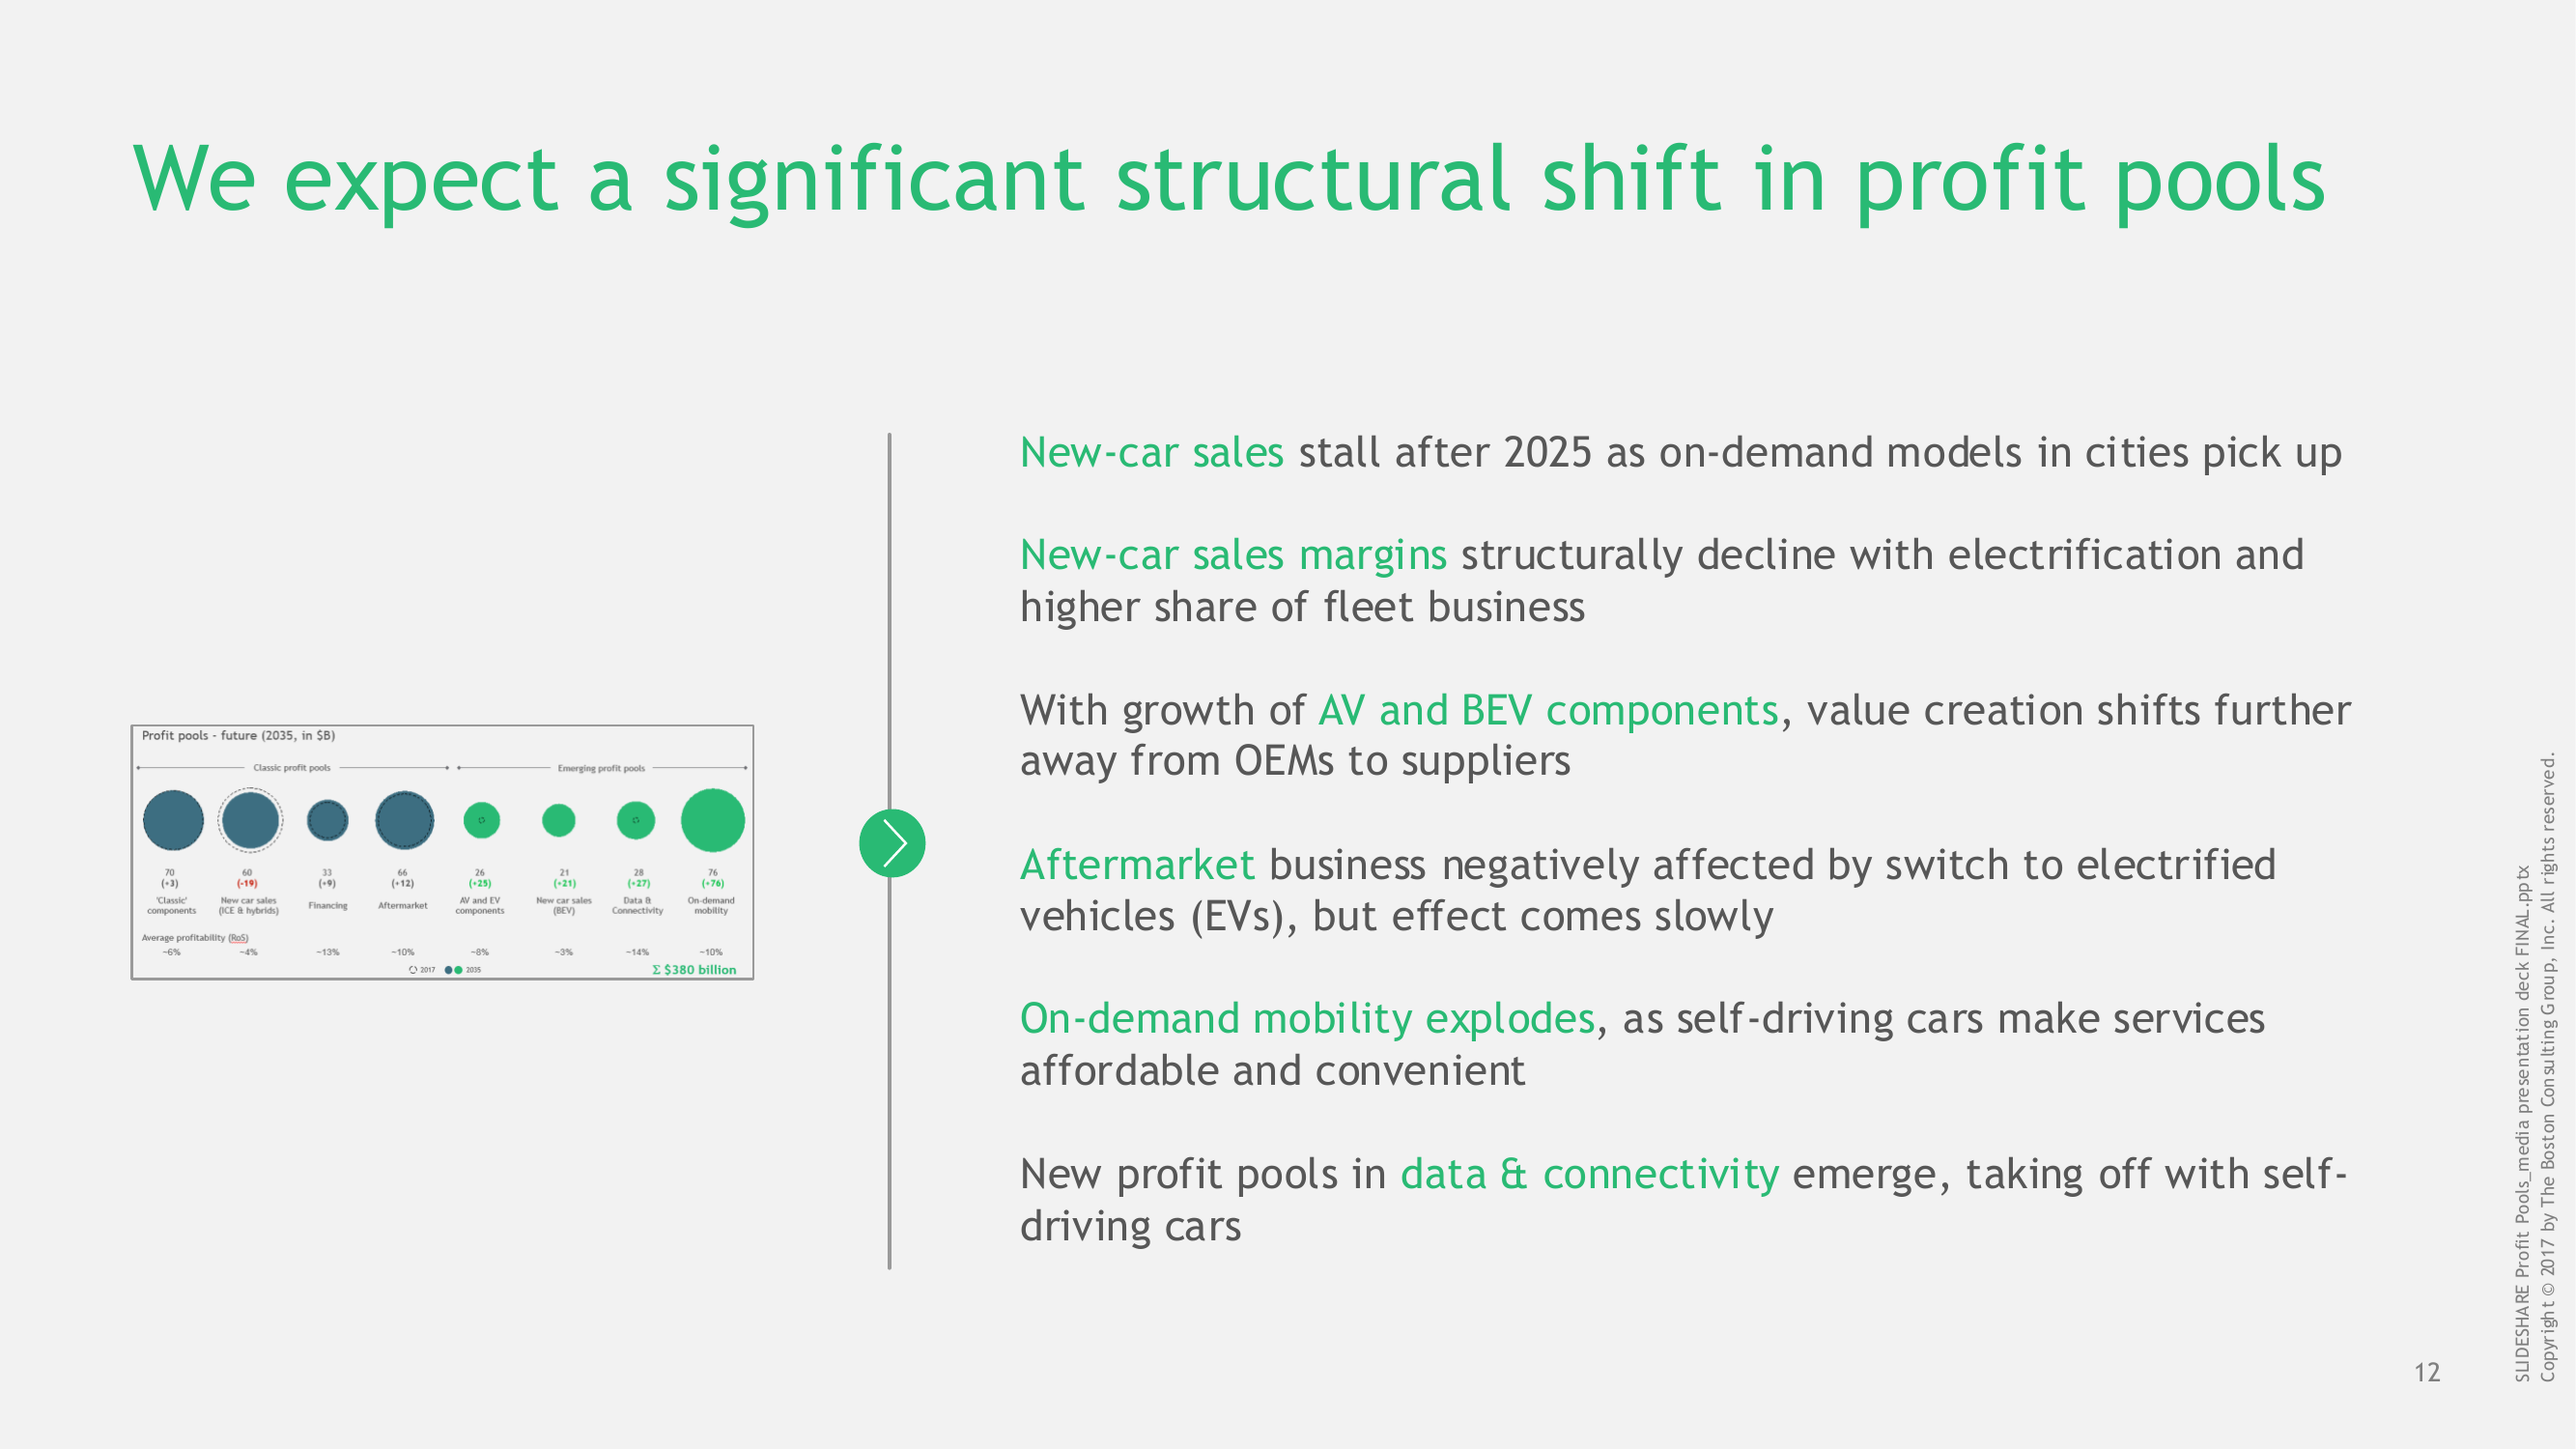 We expect a significant structural shift in profit pools
Profit pools - future (2035, in $B)
Classic profit pools
Emerging profit pools
70
(+3)
'Classic'
components
60
(-19)
New car sales
(ICE & hybrids)
33
(+9)
Financing
66
(+12)
Aftermarket
26
(+25)
AV and EV
components
21
(+21)
New car sales
(BEV)
28
(+27)
Data &
Connectivity
76
(+76)
On-demand
mobility
Average profitability (RoS)
~6% ~4% ~13% ~10% ~8% ~3% ~14% ~10%
2017 2035
Σ $380 billion
New-car sales stall after 2025 as on-demand models in cities pick up
New-car sales margins structurally decline with electrification and
higher share of fleet business
With growth of AV and BEV components, value creation shifts further
away from OEMs to suppliers
Aftermarket business negatively affected by switch to electrified
vehicles (EVs), but effect comes slowly
On-demand mobility explodes, as self-driving cars make services
affordable and convenient
New profit pools in data & connectivity emerge, taking off with self-
driving cars
12
SLIDESHARE Profit Pools_media presentation deck FINAL.pptx
Copyright © 2017 by The Boston Consulting Group, Inc. All rights reserved.